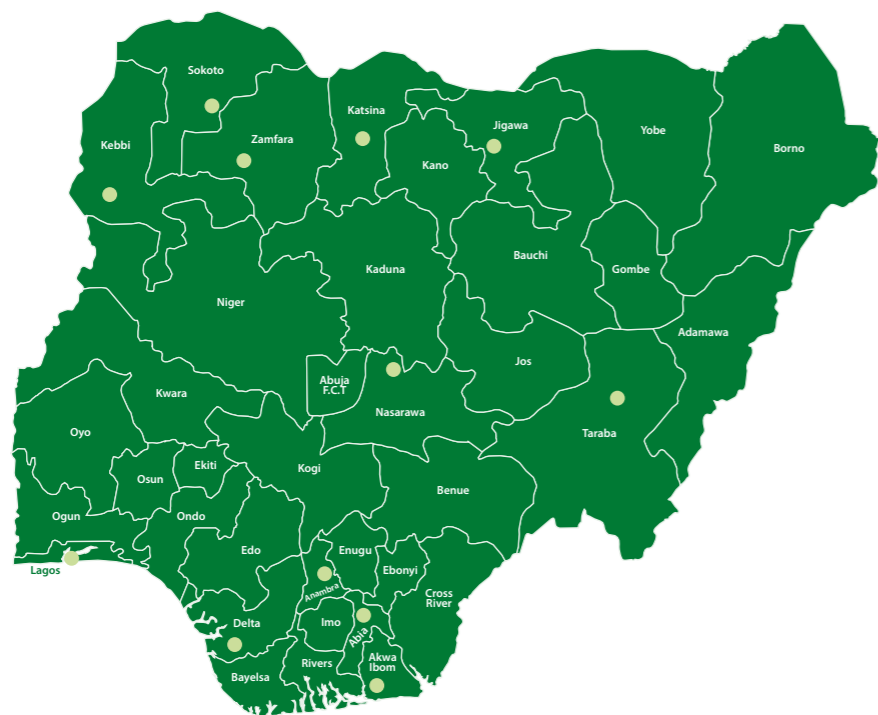 Sokoto
Katsina
Jigawa
Yobe
Zamfara
Kebbi
Borno
Kano
Bauchi
Kaduna
Gombe
Niger
Adamawa
Jos
Abuja
F.C.T
Kwara
Nasarawa
Oyo
Taraba
Ekiti
Kogi
Osun
Benue
Ogun
Ondo
Edo
Enugu
Lagos
Ebonyi
Anambra
Cross
River
Delta
Imo
Abia
Akwa
Ibom
Rivers
Bayelsa